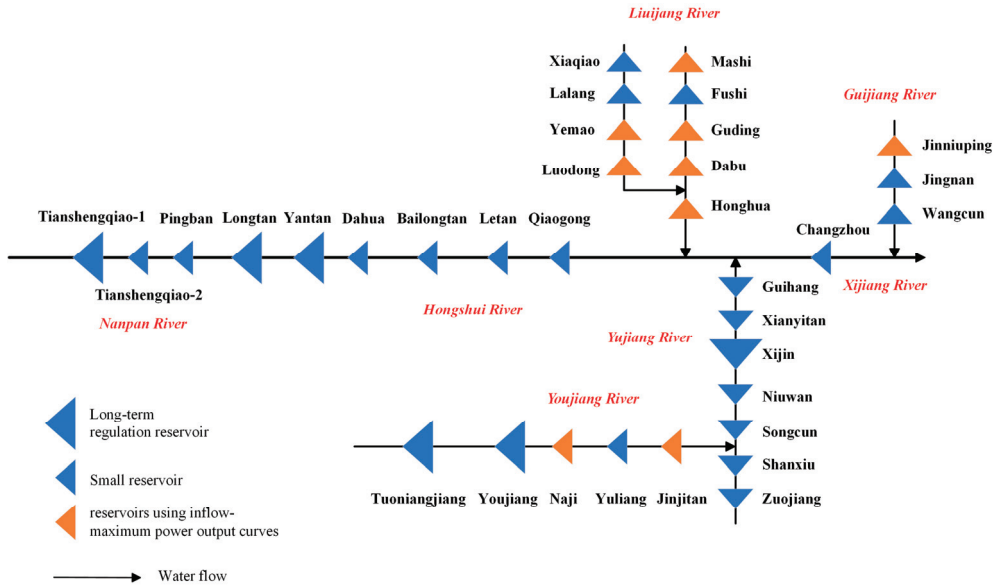 Liuijang River
Xiaqiao
Mashi
Lalang
Fushi
Guijiang River
Yemao
Guding
Jinniuping
Luodong
Dabu
Jingnan
Honghua
Wangcun
Tianshengqiao-1
Pingban
Longtan
Yantan
Dahua
Bailongtan
Letan
Qiaogong
Changzhou
Tianshengqiao-2
Guihang
Xijiang River
Nanpan River
Hongshui River
Xianyitan
Yujiang River
Xijin
Youjiang River
Niuwan
Songcun
Shanxiu
Tuoniangjiang
Youjiang
Naji
Yuliang
Jinjitan
Zuojiang
Long-term
regulation reservoir
Small reservoir
reservoirs using inflow-
maximum power output curves
Water flow